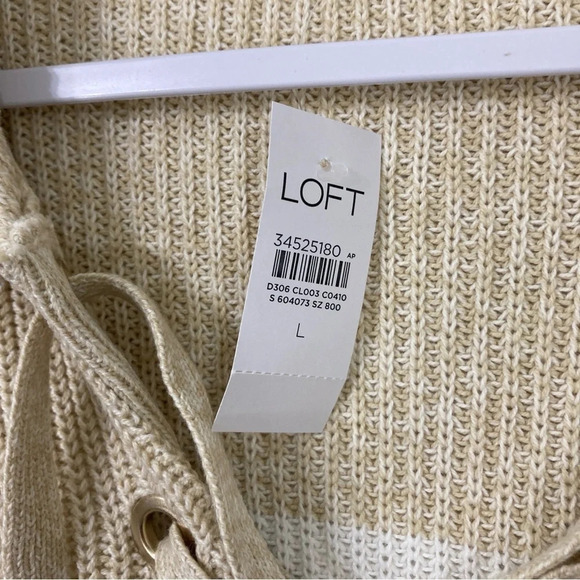 LOFT
34525180 AP
D306 CL003 C0410
S 604073 SZ 800
L